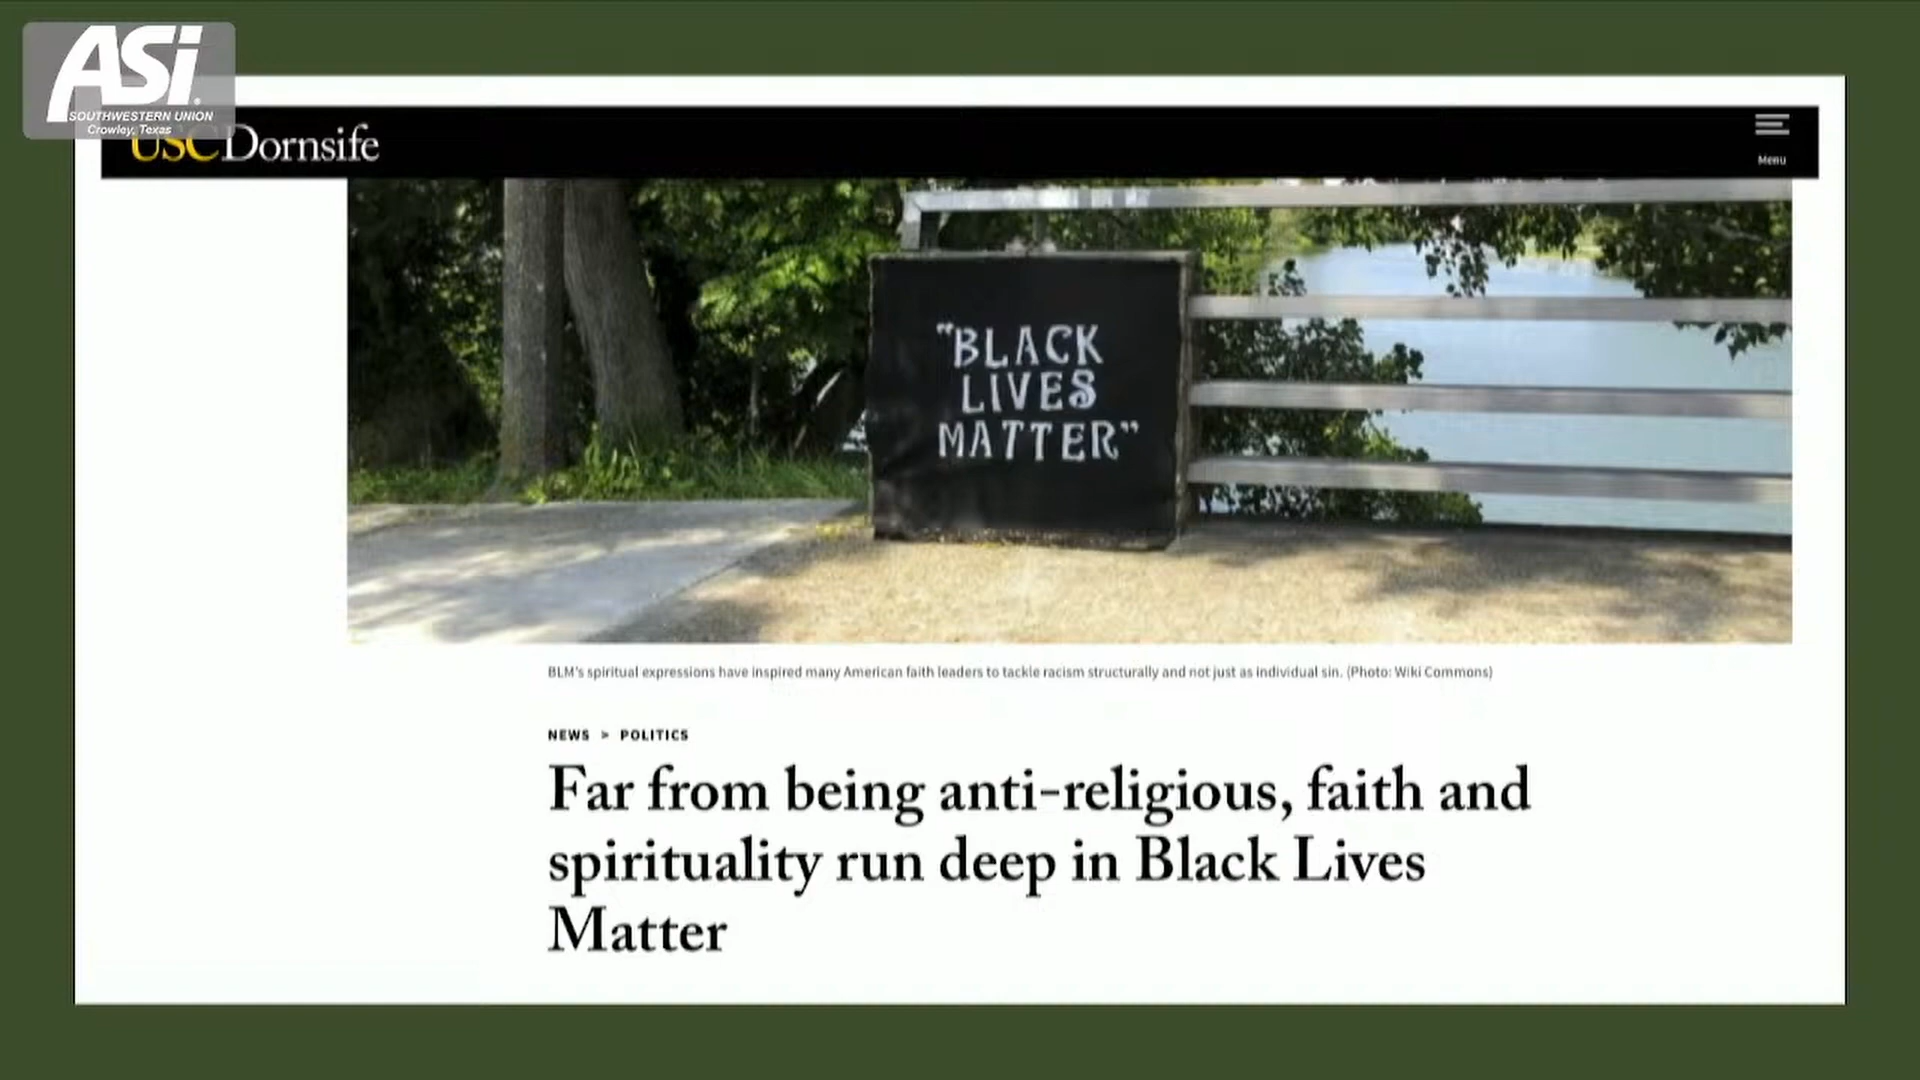 ASi.
SOUTHWESTERN UNION
Crowley, Texas
USC Dornsife
Menu
"BLACK
LIVES
MATTER"
BLM's spiritual expressions have inspired many American faith leaders to tackle racism structurally and not just as individual sin. (Photo: Wiki Commons)
NEWS > POLITICS
Far from being anti-religious, faith and
spirituality run deep in Black Lives
Matter